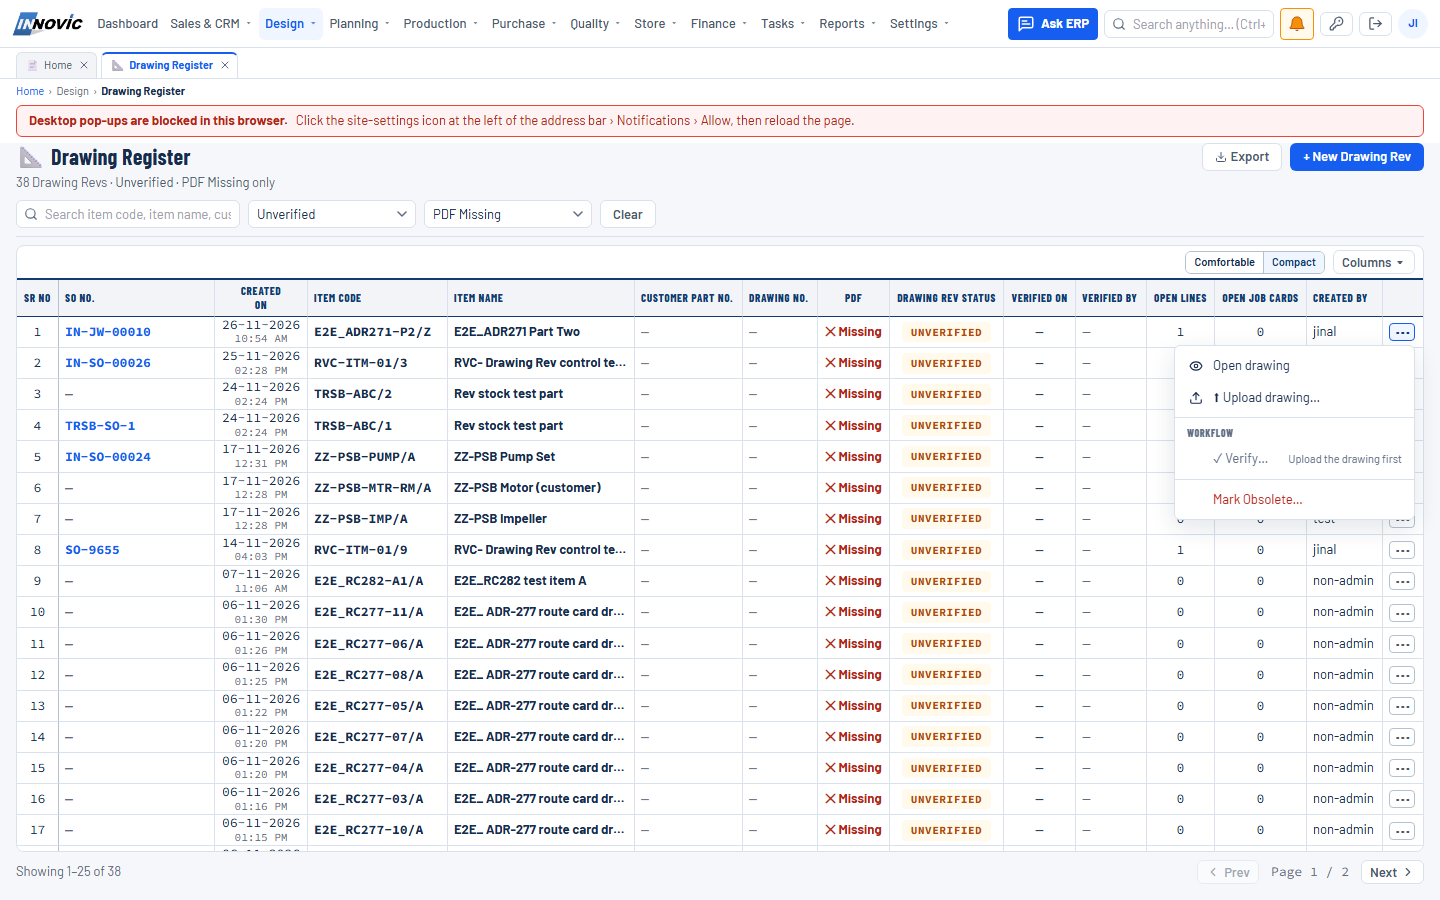 INNOVIC Dashboard Sales & CRM Design Planning Production Purchase Quality Store Finance Tasks Reports Settings Ask ERP Search anything... (Ctrl+ JI
Home Drawing Register
Home › Design › Drawing Register
Desktop pop-ups are blocked in this browser. Click the site-settings icon at the left of the address bar › Notifications › Allow, then reload the page.
Drawing Register Export + New Drawing Rev
38 Drawing Revs · Unverified · PDF Missing only
Search item code, item name, cus Unverified PDF Missing Clear
Comfortable Compact Columns
SR NO SO NO. CREATED ON ITEM CODE ITEM NAME CUSTOMER PART NO. DRAWING NO. PDF DRAWING REV STATUS VERIFIED ON VERIFIED BY OPEN LINES OPEN JOB CARDS CREATED BY
1 IN-JW-00010 26-11-2026 10:54 AM E2E_ADR271-P2/Z E2E_ADR271 Part Two — — Missing UNVERIFIED — — 1 0 jinal
2 IN-SO-00026 25-11-2026 02:28 PM RVC-ITM-01/3 RVC- Drawing Rev control te... — — Missing UNVERIFIED — —
3 — 24-11-2026 02:24 PM TRSB-ABC/2 Rev stock test part — — Missing UNVERIFIED — —
4 TRSB-SO-1 24-11-2026 02:24 PM TRSB-ABC/1 Rev stock test part — — Missing UNVERIFIED — —
5 IN-SO-00024 17-11-2026 12:31 PM ZZ-PSB-PUMP/A ZZ-PSB Pump Set — — Missing UNVERIFIED — —
6 — 17-11-2026 12:28 PM ZZ-PSB-MTR-RM/A ZZ-PSB Motor (customer) — — Missing UNVERIFIED — —
7 — 17-11-2026 12:28 PM ZZ-PSB-IMP/A ZZ-PSB Impeller — — Missing UNVERIFIED — —
8 SO-9655 14-11-2026 04:03 PM RVC-ITM-01/9 RVC- Drawing Rev control te... — — Missing UNVERIFIED — — 1 0 jinal
9 — 07-11-2026 11:06 AM E2E_RC282-A1/A E2E_RC282 test item A — — Missing UNVERIFIED — — 0 0 non-admin
10 — 06-11-2026 01:30 PM E2E_RC277-11/A E2E_ ADR-277 route card dr... — — Missing UNVERIFIED — — 0 0 non-admin
11 — 06-11-2026 01:26 PM E2E_RC277-06/A E2E_ ADR-277 route card dr... — — Missing UNVERIFIED — — 0 0 non-admin
12 — 06-11-2026 01:25 PM E2E_RC277-08/A E2E_ ADR-277 route card dr... — — Missing UNVERIFIED — — 0 0 non-admin
13 — 06-11-2026 01:22 PM E2E_RC277-05/A E2E_ ADR-277 route card dr... — — Missing UNVERIFIED — — 0 0 non-admin
14 — 06-11-2026 01:20 PM E2E_RC277-07/A E2E_ ADR-277 route card dr... — — Missing UNVERIFIED — — 0 0 non-admin
15 — 06-11-2026 01:20 PM E2E_RC277-04/A E2E_ ADR-277 route card dr... — — Missing UNVERIFIED — — 0 0 non-admin
16 — 06-11-2026 01:16 PM E2E_RC277-03/A E2E_ ADR-277 route card dr... — — Missing UNVERIFIED — — 0 0 non-admin
17 — 06-11-2026 01:15 PM E2E_RC277-10/A E2E_ ADR-277 route card dr... — — Missing UNVERIFIED — — 0 0 non-admin
Open drawing
⬆ Upload drawing...
WORKFLOW
✓ Verify... Upload the drawing first
Mark Obsolete...
Showing 1–25 of 38 Prev Page 1 / 2 Next